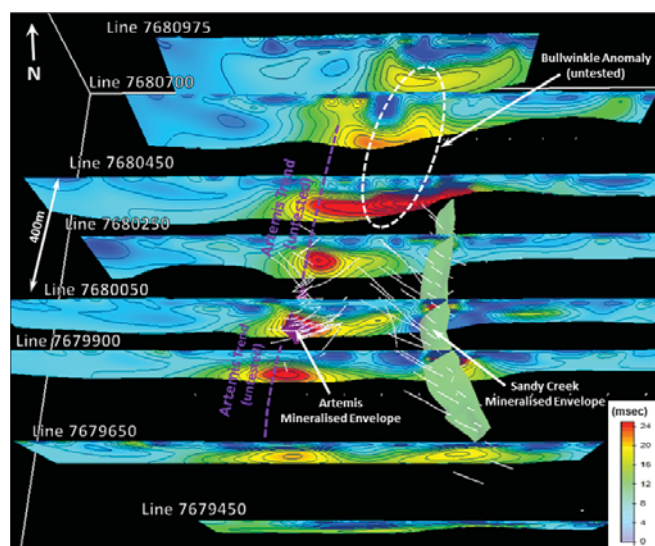 Line 7680975
N
Bullwinkle Anomaly
(untested)
Line 7680700
Line 7680450
Artemis Trend
(untested)
Line 7680250
400m
Line 7680050
Line 7679900
Artemis Trend
(untested)
Artemis
Mineralised Envelope
Sandy Creek
Mineralised Envelope
Line 7679650
Line 7679450
(msec)
24
20
16
12
8
4
0